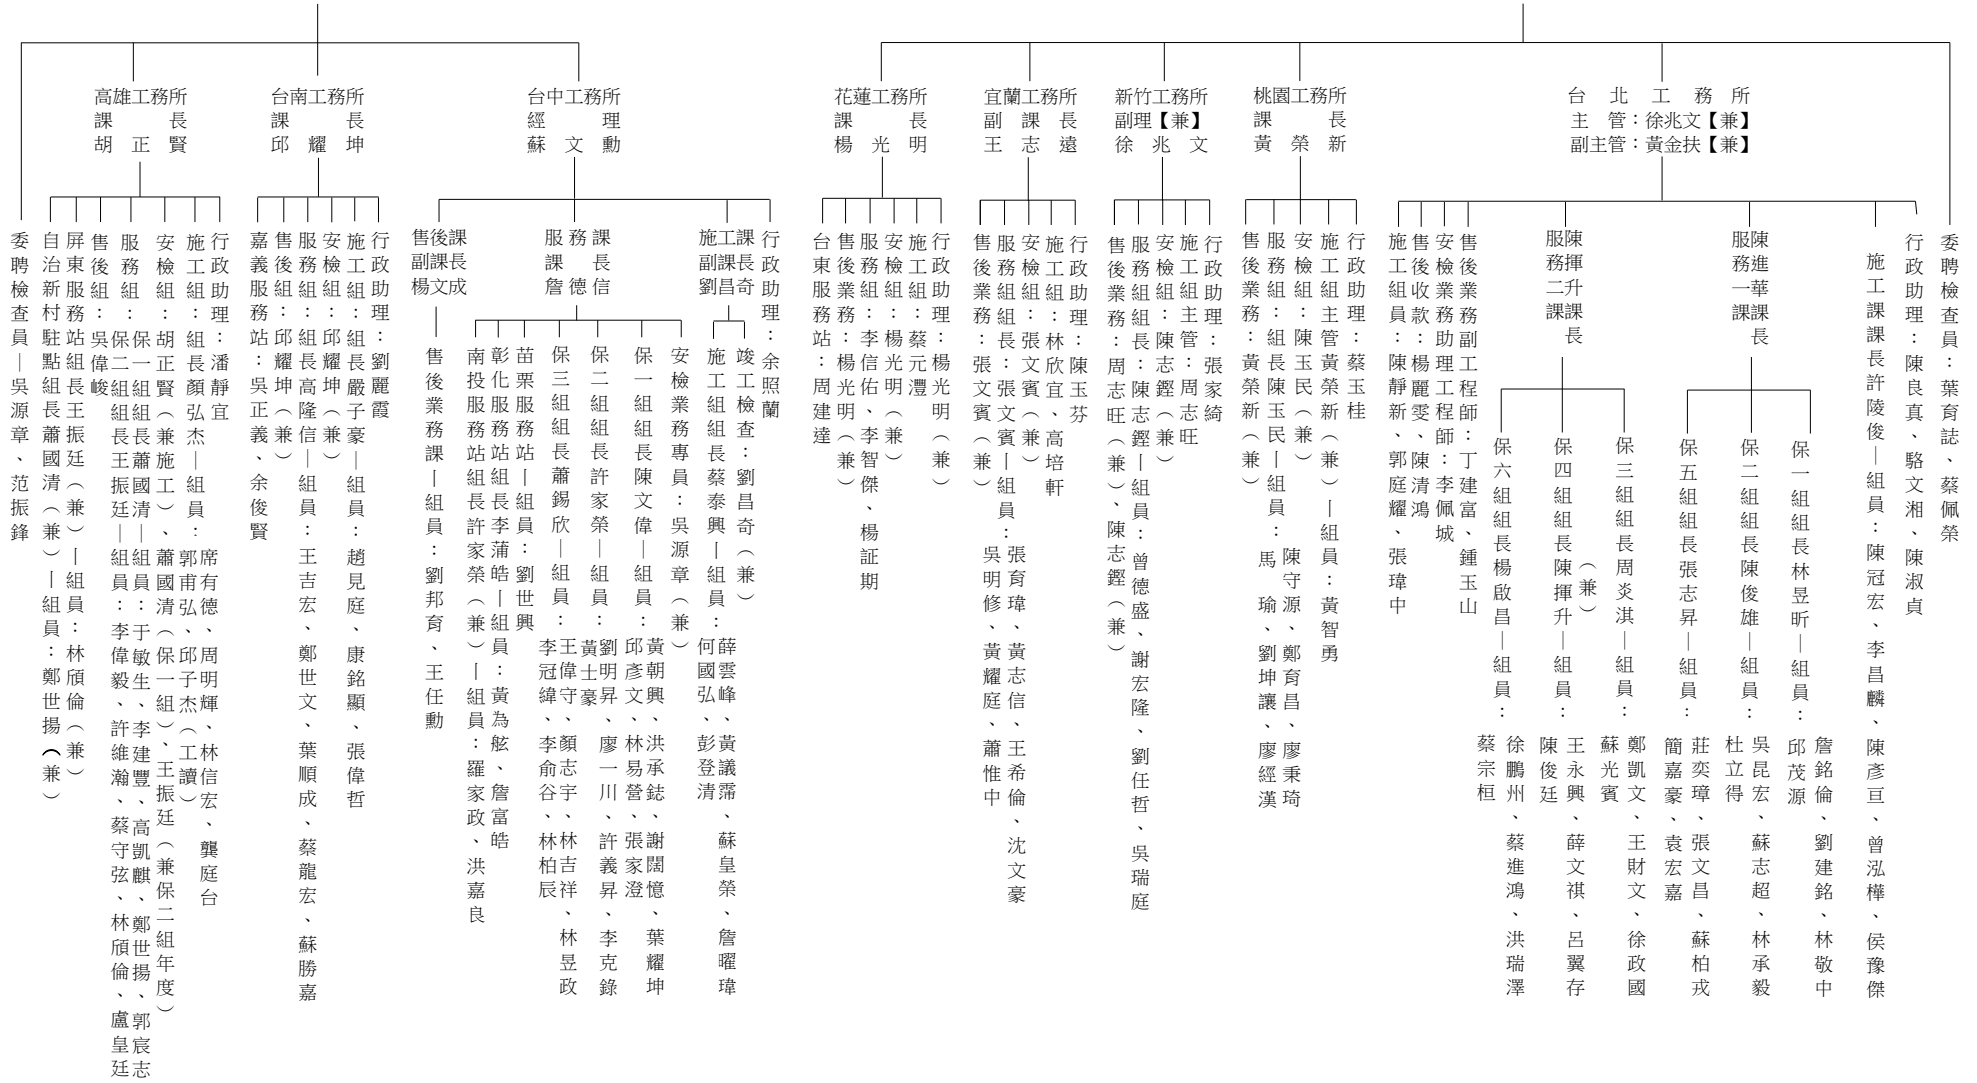 委聘檢查員：葉育誌、蔡佩榮
台北工務所
主管：徐兆文【兼】
副主管：黃金扶【兼】
行政助理：陳良真、駱文湘、陳淑貞
施工課課長許陵俊—組員：陳冠宏、李昌麟、陳彥亘、曾泓樺、侯豫傑
陳進華課長
服務一課
保一組組長林昱昕—組員：
詹銘倫、劉建銘、林敬中
邱茂源
保二組組長陳俊雄—組員：
吳昆宏、蘇志超、林承毅
杜立得
保五組組長張志昇—組員：
莊奕璋、張文昌、蘇柏戎
簡嘉豪、袁宏嘉
陳揮升課長
服務二課
保三組組長周炎淇—組員：
鄭凱文、王財文、徐政國
蘇光賓
（兼）
保四組組長陳揮升—組員：
王永興、薛文祺、呂翼存
陳俊廷
保六組組長楊啟昌—組員：
徐鵬州、蔡進鴻、洪瑞澤
蔡宗桓
售後業務副工程師：丁建富、鍾玉山
安檢業務助理工程師：李佩城
售後收款：楊麗雯、陳清鴻
施工組員：陳靜新、郭庭耀、張瑋中
桃園工務所
課長
黃榮新
行政助理：蔡玉桂
施工組主管黃榮新（兼）—組員：黃智勇
安檢組：陳玉民（兼）
服務組：組長陳玉民—組員：
陳守源、鄭育昌、廖秉琦
馬瑜、劉坤讓、廖經漢
售後業務：黃榮新（兼）
新竹工務所
副理【兼】
徐兆文
行政助理：張家綺
施工組主管：周志旺
安檢組：陳志鏗（兼）
服務組組長：陳志鏗—組員：曾德盛、謝宏隆、劉任哲、吳瑞庭
售後業務：周志旺（兼）、陳志鏗（兼）
宜蘭工務所
副課長
王志遠
行政助理：陳玉芬
施工組：林欣宜、高培軒
安檢組：張文賓（兼）
服務組組長：張文賓—組員：
張育瑋、黃志信、王希倫、沈文豪
吳明修、黃耀庭、蕭惟中
售後業務：張文賓（兼）
花蓮工務所
課長
楊光明
行政助理：楊光明（兼）
施工組：蔡元灃
安檢組：楊光明（兼）
服務組：李信佑、李智傑、楊証期
售後業務：楊光明（兼）
台東服務站：周建達
台中工務所
經理
蘇文勳
行政助理：余照蘭
施工課
副課長
劉昌奇
竣工檢查：劉昌奇（兼）
施工組組長蔡泰興—組員：
薛雲峰、黃議霈、蘇皇榮、詹曜瑋
何國弘、彭登清
服務課
課長
詹德信
安檢業務專員：吳源章（兼）
保一組組長陳文偉—組員：
黃朝興、洪承鋕、謝闊憶、葉耀坤
邱彥文、林易營、張家澄
保二組組長許家榮—組員：
劉明昇、廖一川、許義昇、李克錄
黃士豪
保三組組長蕭錫欣—組員：
王偉守、顏志宇、林吉祥、林昱政
李冠緯、李俞谷、林柏辰
苗栗服務站—組員：劉世興
彰化服務站組長李蒲皓—組員：黃為舷、詹富皓
南投服務站組長許家榮（兼）—組員：羅家政、洪嘉良
售後課
副課長
楊文成
售後業務課—組員：劉邦育、王任勳
台南工務所
課長
邱耀坤
行政助理：劉麗霞
施工組：組長嚴子豪—組員：趙見庭、康銘顯、張偉哲
安檢組：邱耀坤（兼）
服務組：組長高隆信—組員：王吉宏、鄭世文、葉順成、蔡龍宏、蘇勝嘉
售後組：邱耀坤（兼）
嘉義服務站：吳正義、余俊賢
高雄工務所
課長
胡正賢
行政助理：潘靜宜
施工組：組長顏弘杰—組員：
席有德、周明輝、林信宏、龔庭台
郭甫弘、邱子杰（工讀）
安檢組：胡正賢（兼施工）、蕭國清（保一組）、王振廷（兼保二組年度）
服務組：
保一組組長蕭國清—組員：于敏生、李建豐、高凱麒、鄭世揚、郭宸志
保二組組長王振廷—組員：李偉毅、許維瀚、蔡守弦、林頎倫、盧皇廷
售後組：吳偉峻
屏東服務站組長王振廷（兼）—組員：林頎倫（兼）
自治新村駐點組長蕭國清（兼）—組員：鄭世揚（兼）
委聘檢查員—吳源章、范振鋒